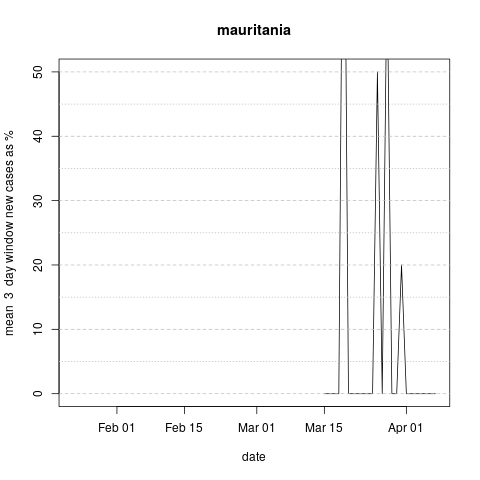 mauritania
mean 3 day window new cases as %
50
40
30
20
10
0
Feb 01
Feb 15
Mar 01
Mar 15
Apr 01
date